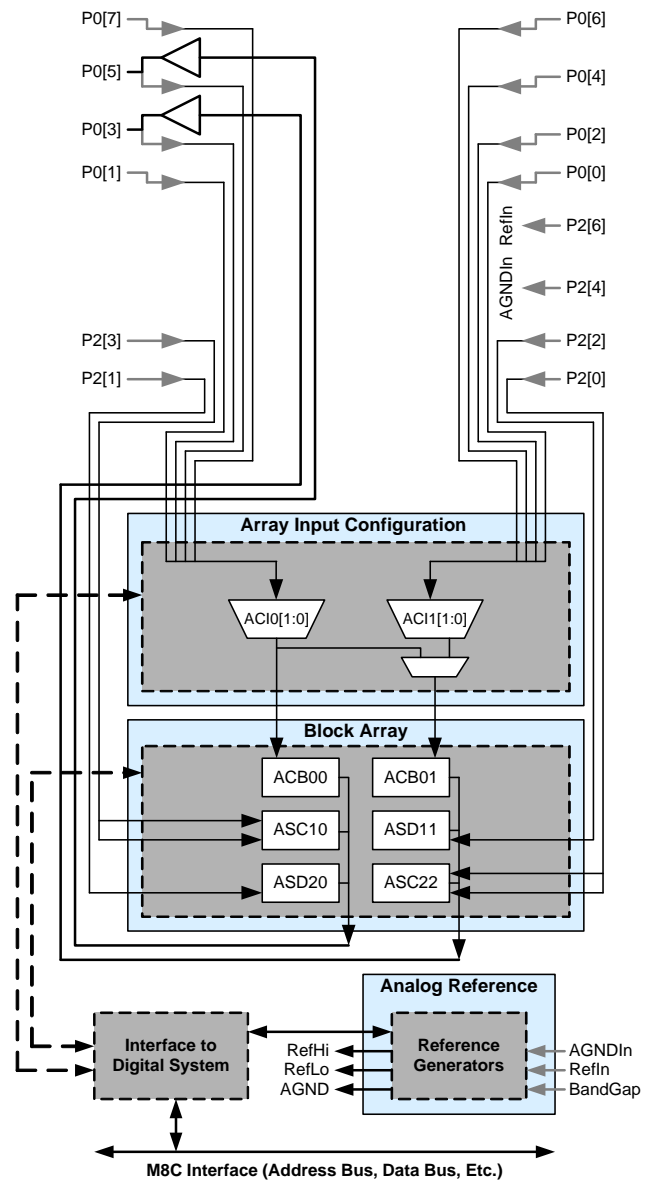 P0[7]
P0[6]
P0[5]
P0[4]
P0[3]
P0[2]
P0[1]
P0[0]
AGNDIn RefIn
P2[6]
P2[4]
P2[3]
P2[2]
P2[1]
P2[0]
Array Input Configuration
ACI0[1:0]
ACI1[1:0]
Block Array
ACB00
ACB01
ASC10
ASD11
ASD20
ASC22
Analog Reference
Interface to
Digital System
RefHi
RefLo
AGND
Reference
Generators
AGNDIn
RefIn
BandGap
M8C Interface (Address Bus, Data Bus, Etc.)